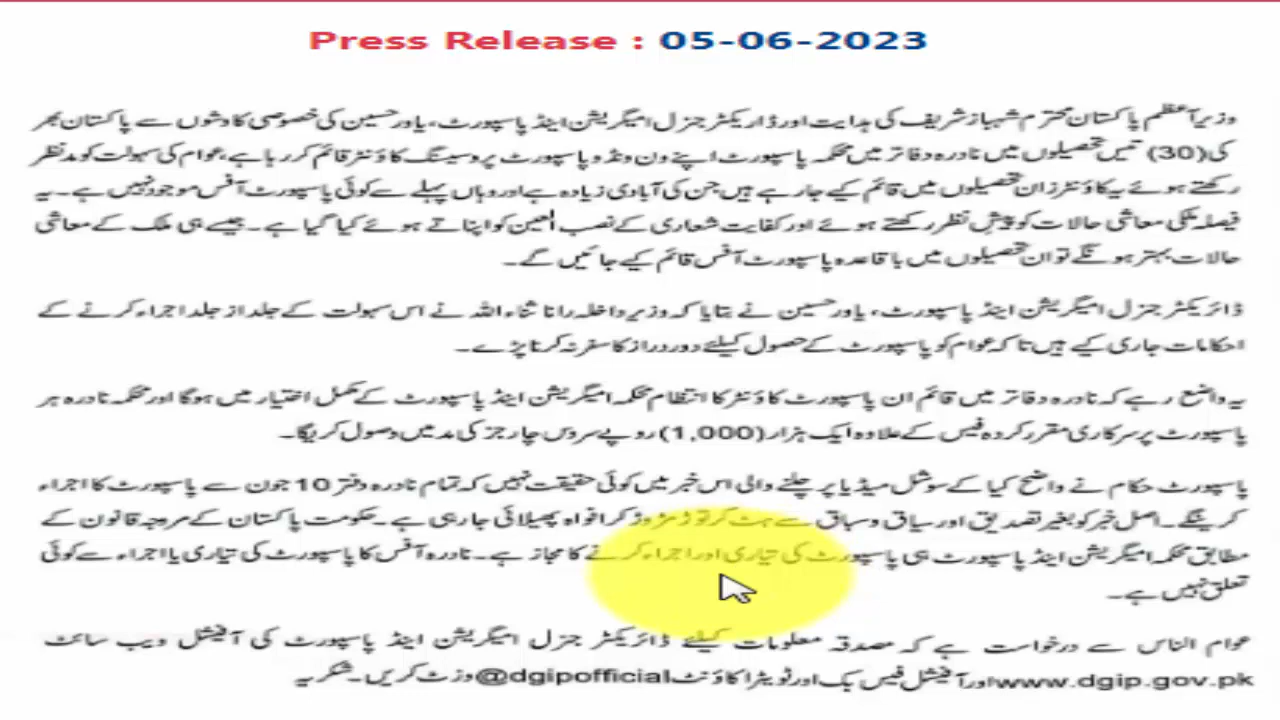 Press Release : 05-06-2023
وزیرآعظم پاکستان محترم شہباز شریف کی ہدایت اور ڈاریکٹر جنرل امیگریشن اینڈ پاسپورٹ، یاور حسین کی خصوصی کاوشوں سے پاکستان بھر
کی (30) تیس تحصیلوں میں نادرہ دفاتر میں محکمہ پاسپورٹ اپنے ون ونڈو پاسپورٹ پروسیسنگ کاؤنٹر قائم کر رہا ہے، عوام کی سہولت کو مدنظر
رکھتے ہوئے یہ کاؤنٹرز ان تحصیلوں میں قائم کیے جا رہے ہیں جن کی آبادی زیادہ ہے اور وہاں پہلے سے کوئی پاسپورٹ آفس موجود نہیں ہے۔ یہ
فیصلہ ملکی معاشی حالات کو پیشِ نظر رکھتے ہوئے اور کفایت شعاری کے نصب العین کو اپناتے ہوئے کیا گیا ہے۔ جیسے ہی ملک کے معاشی
حالات بہتر ہونگے تو ان تحصیلوں میں باقاعدہ پاسپورٹ آفس قائم کیے جائیں گے۔
ڈائریکٹر جنرل امیگریشن اینڈ پاسپورٹ، یاور حسین نے بتایا کہ وزیر داخلہ رانا ثناء اللہ نے اس سہولت کے جلد از جلد اجراء کرنے کے
احکامات جاری کیے ہیں تاکہ عوام کو پاسپورٹ کے حصول کیلئے دور دراز کا سفر نہ کرنا پڑے۔
یہ واضع رہے کہ نادرہ دفاتر میں قائم ان پاسپورٹ کاؤنٹر کا انتظام محکمہ امیگریشن اینڈ پاسپورٹ کے مکمل اختیار میں ہوگا اور محکمہ نادرہ ہر
پاسپورٹ پر سرکاری مقرر کردہ فیس کے علاوہ ایک ہزار (1,000) روپے سروس چارجز کی مد میں وصول کریگا۔
پاسپورٹ حکام نے واضح کیا کے سوشل میڈیا پر چلنے والی اس خبر میں کوئی حقیقت نہیں کہ تمام نادرہ دفتر 10 جون سے پاسپورٹ کا اجراء
کریں گے۔ اصل خبر کو بغیر تصدیق اور سیاق و سباق سے ہٹ کر توڑ مڑوڑ کر افواہ پھیلائی جا رہی ہے۔ حکومت پاکستان کے مروجہ قانون کے
مطابق محکمہ امیگریشن اینڈ پاسپورٹ ہی پاسپورٹ کی تیاری اور اجراء کرنے کا مجاز ہے۔ نادرہ آفس کا پاسپورٹ کی تیاری یا اجراء سے کوئی
تعلق نہیں ہے۔
عوام الناس سے درخواست ہے کہ مصدقہ معلومات کیلئے ڈائریکٹر جنرل امیگریشن اینڈ پاسپورٹ کی آفیشل ویب سائٹ
www.dgip.gov.pk اور آفیشل فیس بک اور ٹویٹر اکاؤنٹ @dgipofficial وزٹ کریں۔ شکریہ